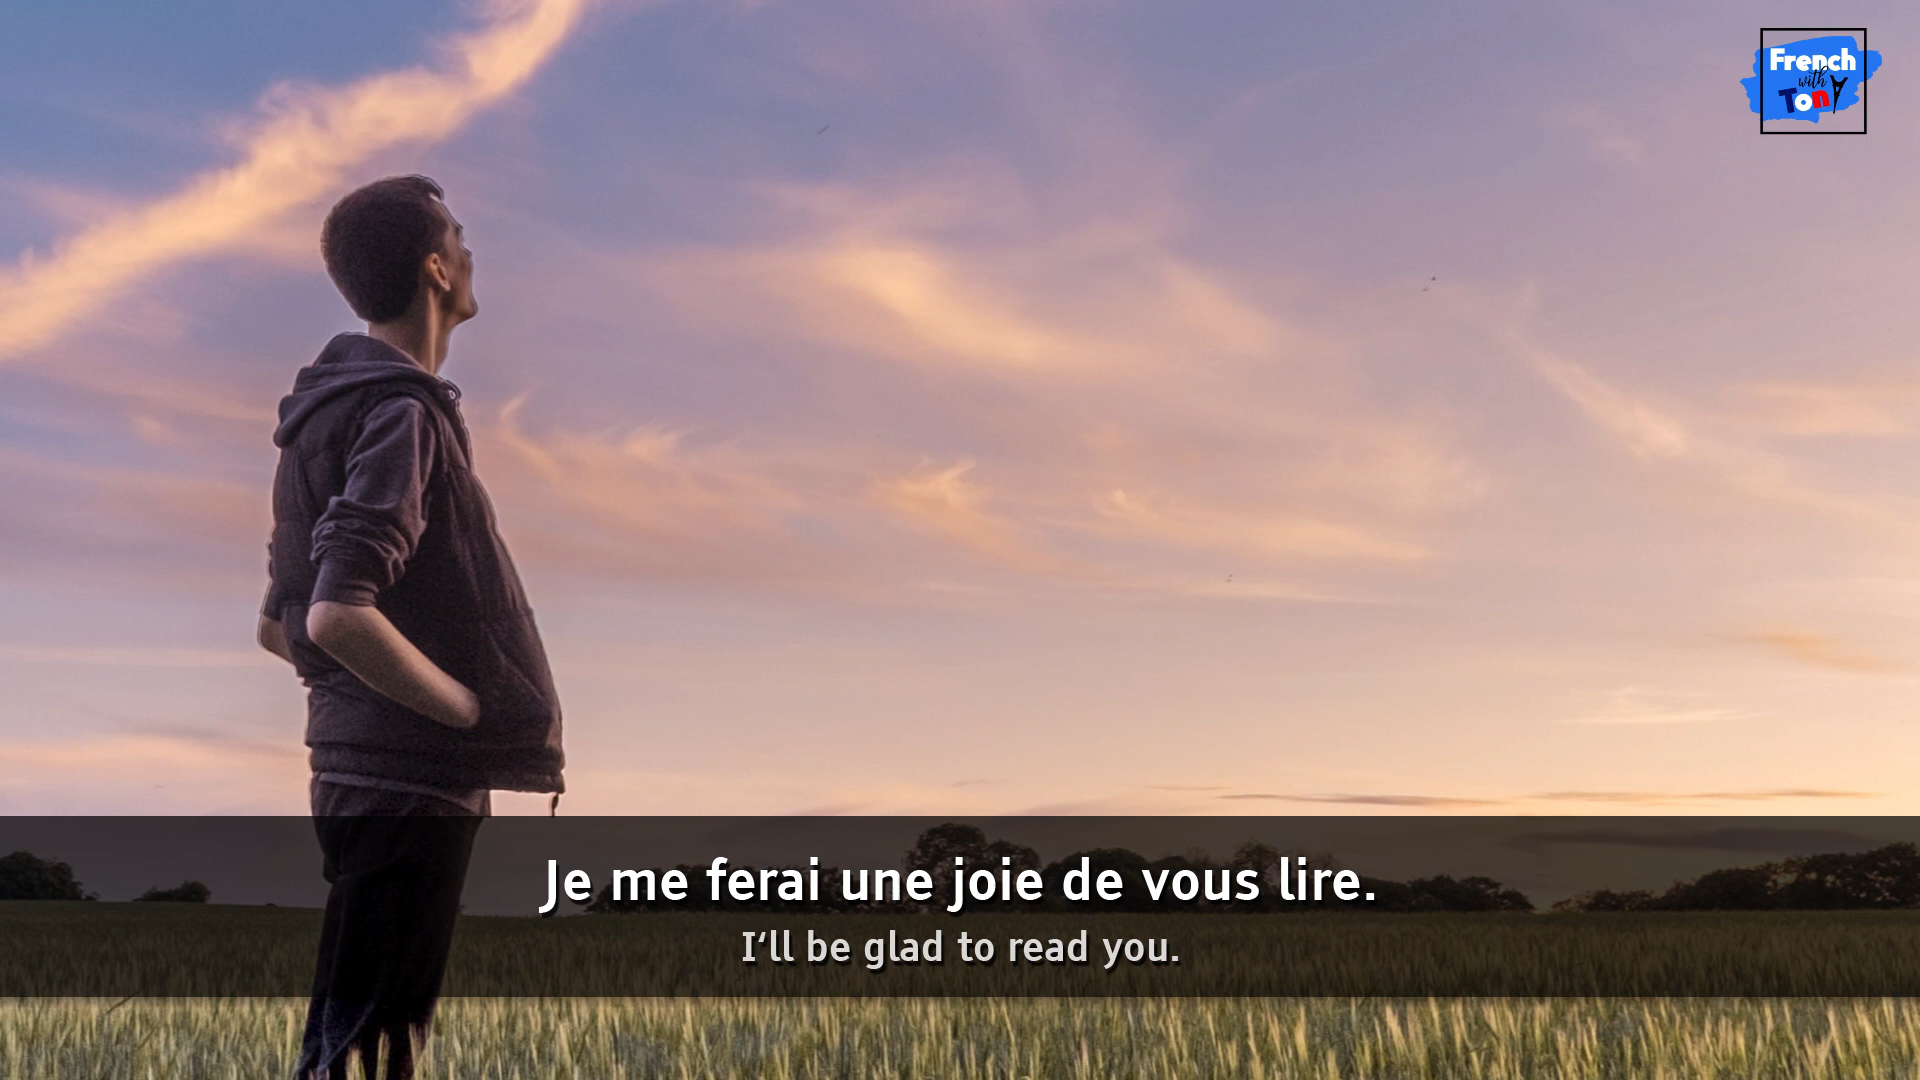 French
with
Tony
Je me ferai une joie de vous lire.
I‘ll be glad to read you.